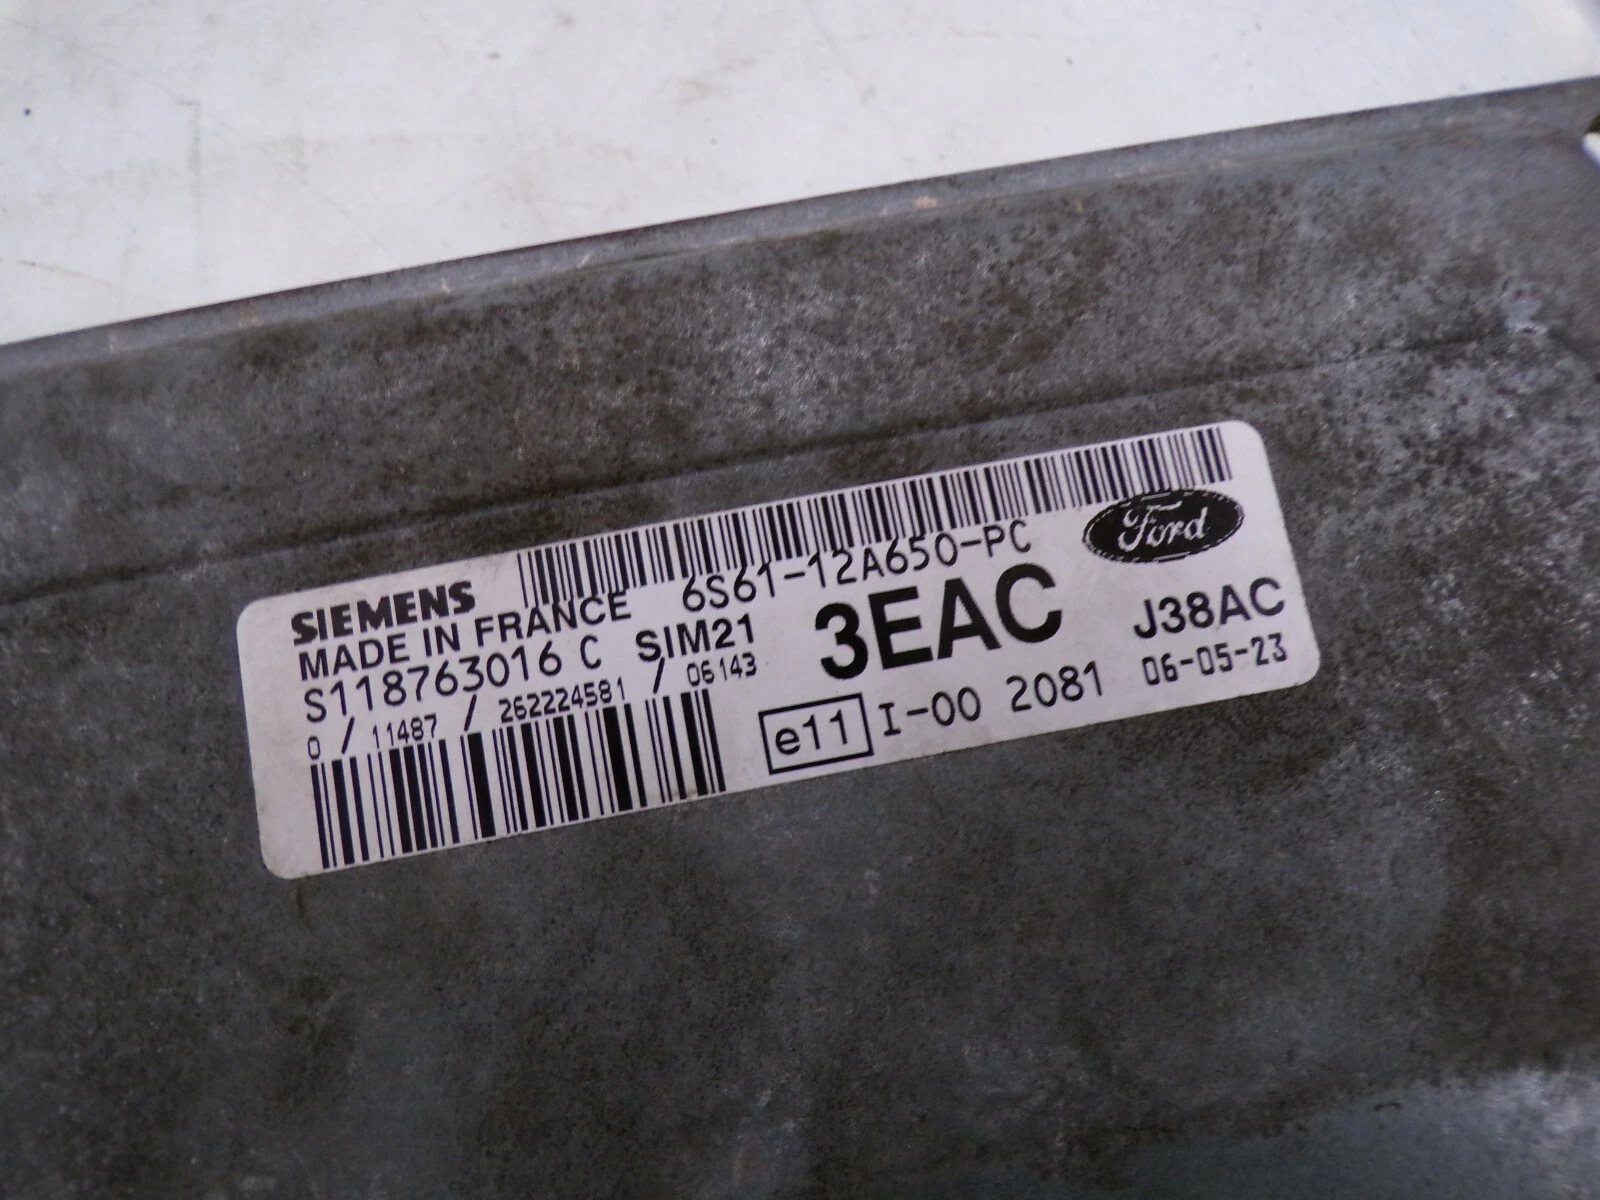 SIEMENS
MADE IN FRANCE 6S61-12A650-PC Ford
S118763016 C SIM21 3EAC J38AC
0 / 11487 / 262224581 / 06143 e11 I-00 2081 06-05-23